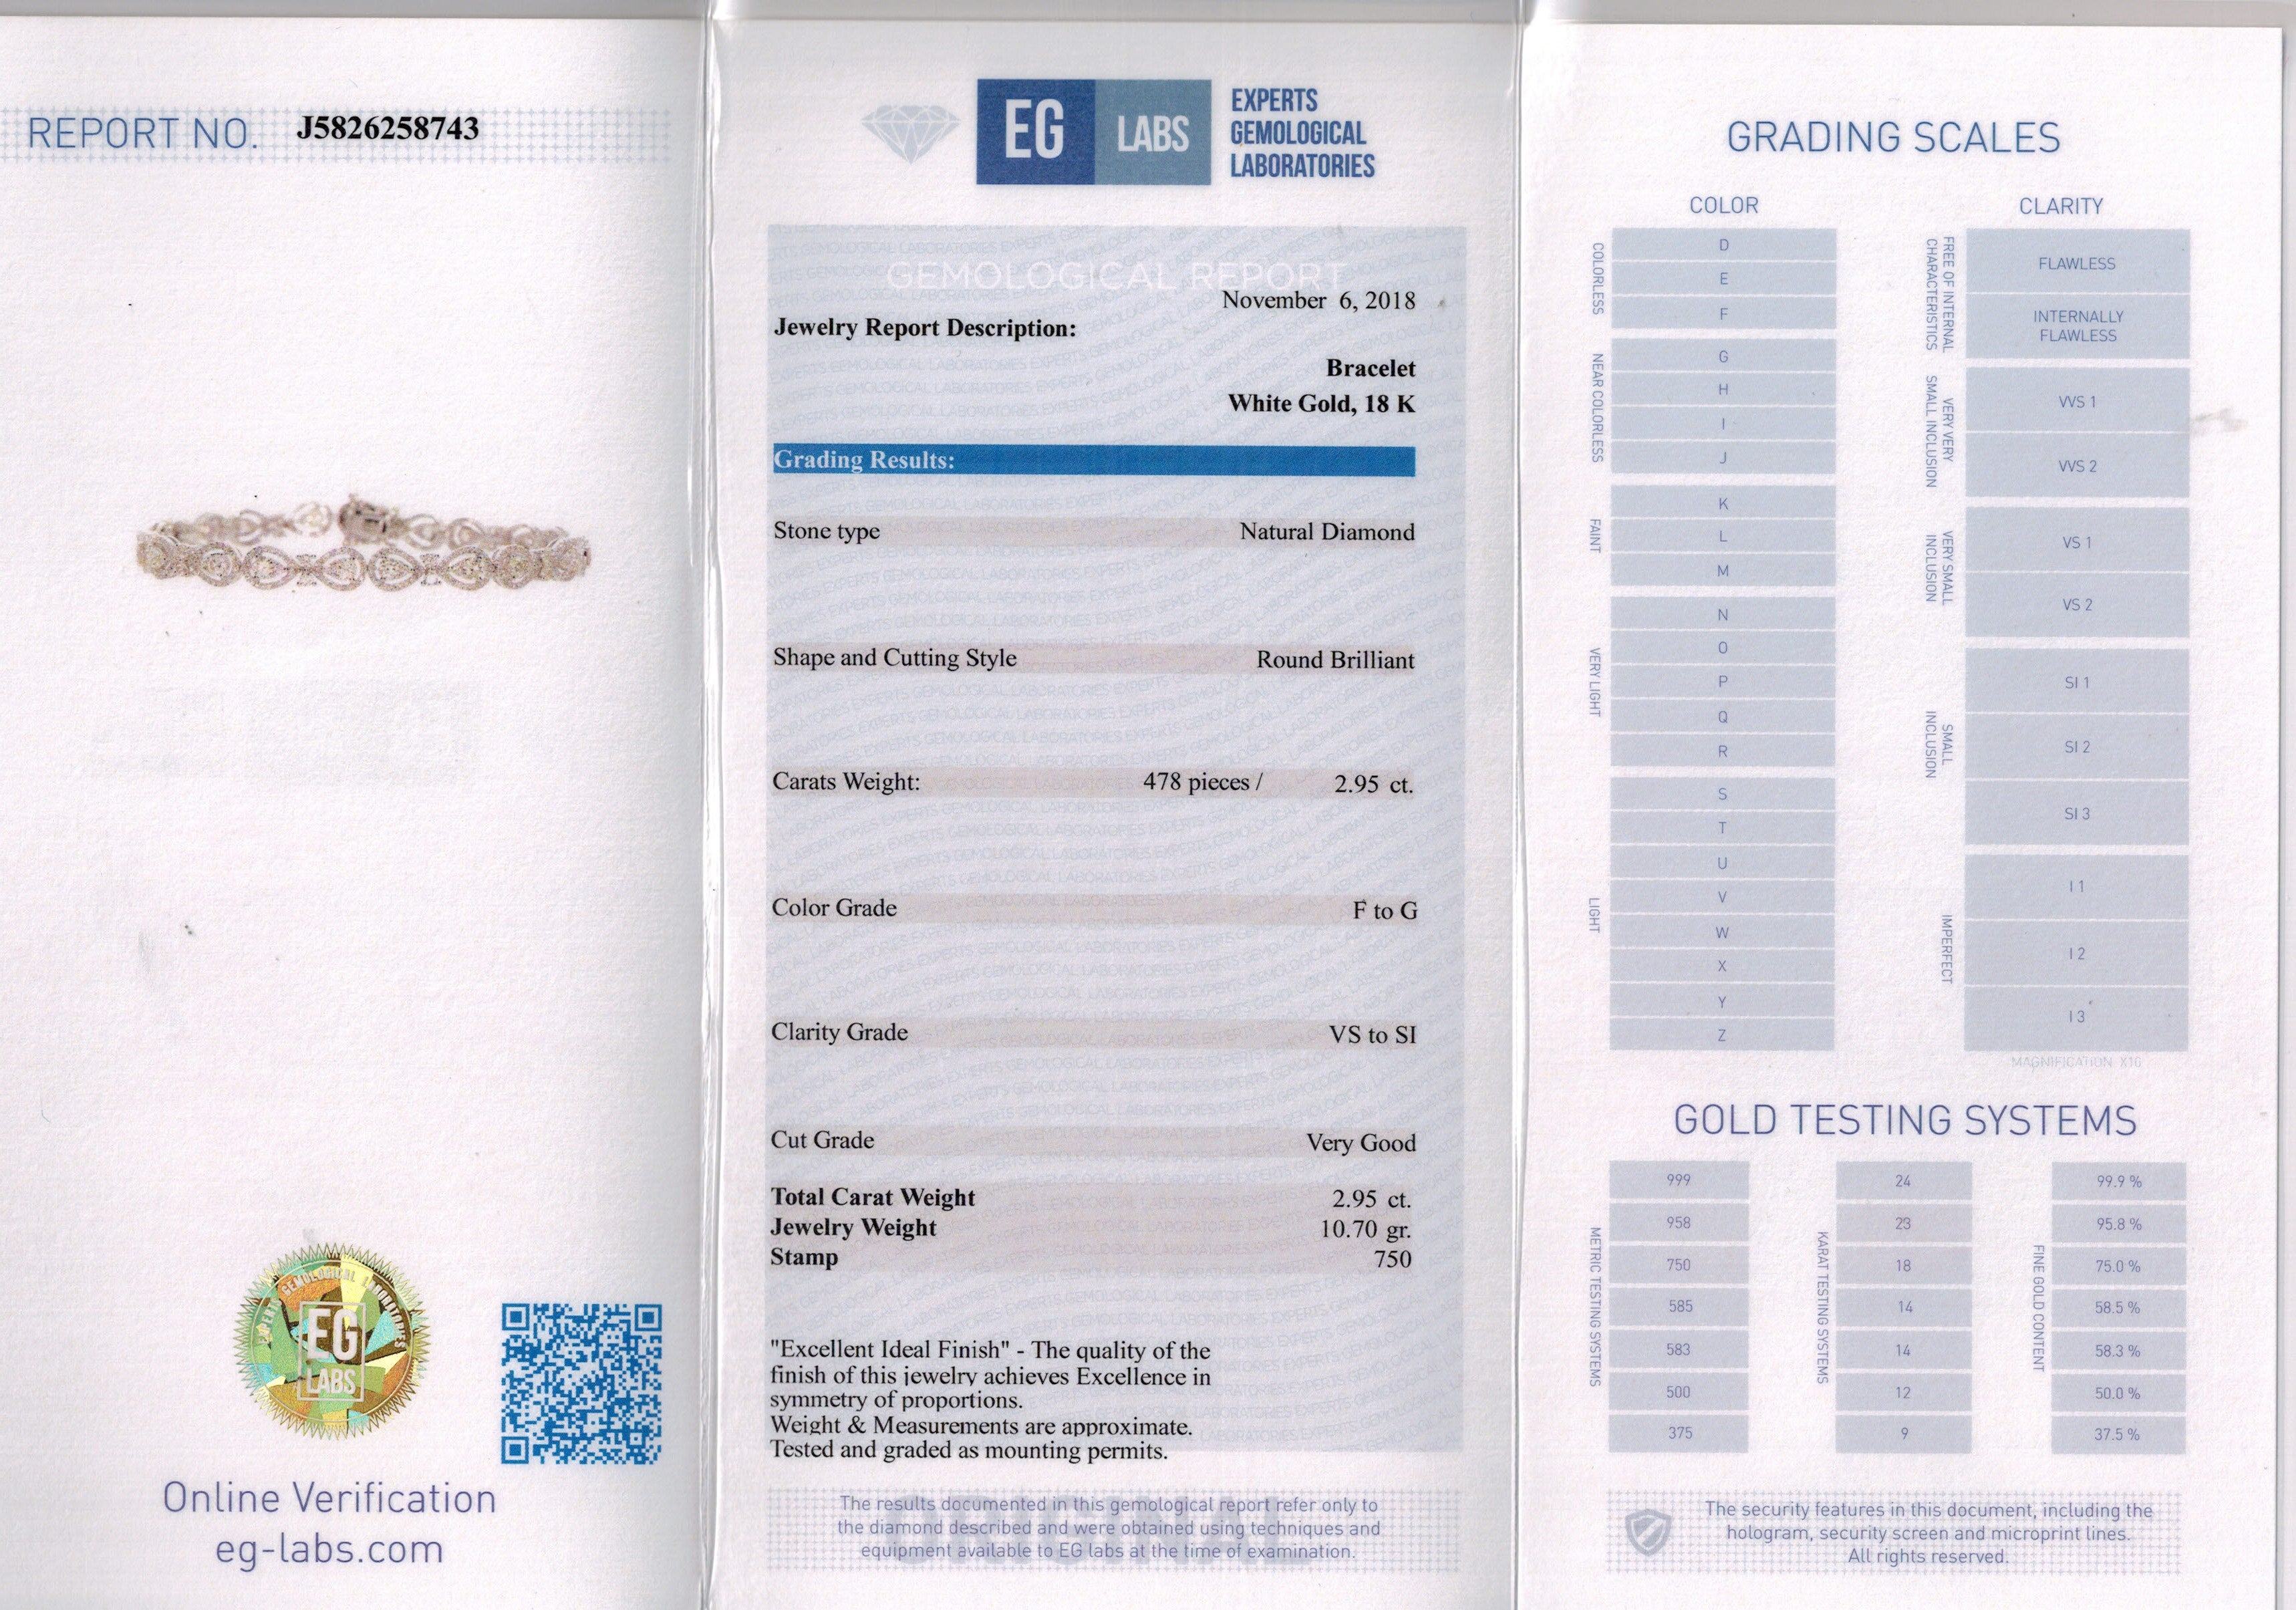 REPORT NO. J5826258743
EG
LABS
Online Verification
eg-labs.com
EG LABS
EXPERTS
GEMOLOGICAL
LABORATORIES
GEMOLOGICAL REPORT
November 6, 2018
Jewelry Report Description:
Bracelet
White Gold, 18 K
Grading Results:
Stone type Natural Diamond
Shape and Cutting Style Round Brilliant
Carats Weight: 478 pieces / 2.95 ct.
Color Grade F to G
Clarity Grade VS to SI
Cut Grade Very Good
Total Carat Weight 2.95 ct.
Jewelry Weight 10.70 gr.
Stamp 750
"Excellent Ideal Finish" - The quality of the
finish of this jewelry achieves Excellence in
symmetry of proportions.
Weight & Measurements are approximate.
Tested and graded as mounting permits.
The results documented in this gemological report refer only to
the diamond described and were obtained using techniques and
equipment available to EG labs at the time of examination.
GRADING SCALES
COLOR
COLORLESS
D
E
F
NEAR COLORLESS
G
H
I
J
FAINT
K
L
M
VERY LIGHT
N
O
P
Q
R
LIGHT
S
T
U
V
W
X
Y
Z
CLARITY
FREE OF INTERNAL
CHARACTERISTICS
FLAWLESS
INTERNALLY
FLAWLESS
VERY VERY
SMALL INCLUSION
VVS 1
VVS 2
VERY SMALL
INCLUSION
VS 1
VS 2
SMALL
INCLUSION
SI 1
SI 2
SI 3
IMPERFECT
I 1
I 2
I 3
MAGNIFICATION X10
GOLD TESTING SYSTEMS
METRIC TESTING SYSTEMS
999
958
750
585
583
500
375
KARAT TESTING SYSTEMS
24
23
18
14
14
12
9
FINE GOLD CONTENT
99.9 %
95.8 %
75.0 %
58.5 %
58.3 %
50.0 %
37.5 %
The security features in this document, including the
hologram, security screen and microprint lines.
All rights reserved.